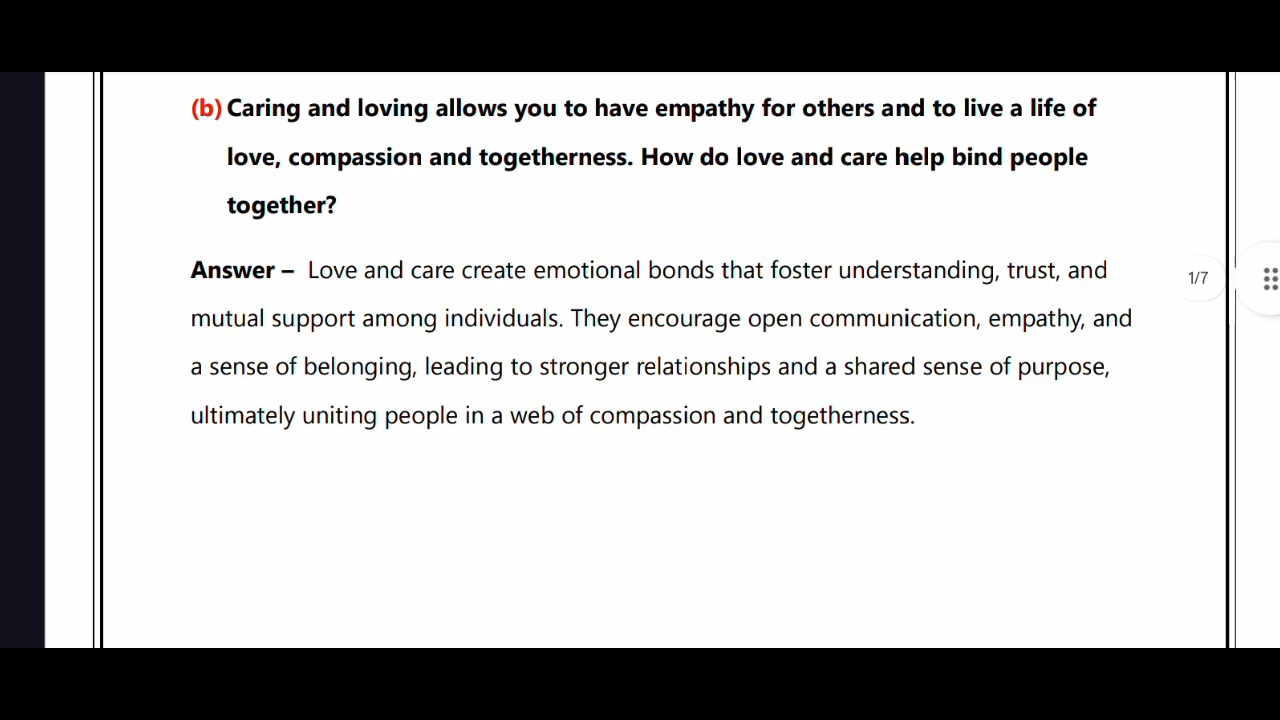 (b) Caring and loving allows you to have empathy for others and to live a life of
love, compassion and togetherness. How do love and care help bind people
together?
Answer – Love and care create emotional bonds that foster understanding, trust, and
1/7
mutual support among individuals. They encourage open communication, empathy, and
a sense of belonging, leading to stronger relationships and a shared sense of purpose,
ultimately uniting people in a web of compassion and togetherness.